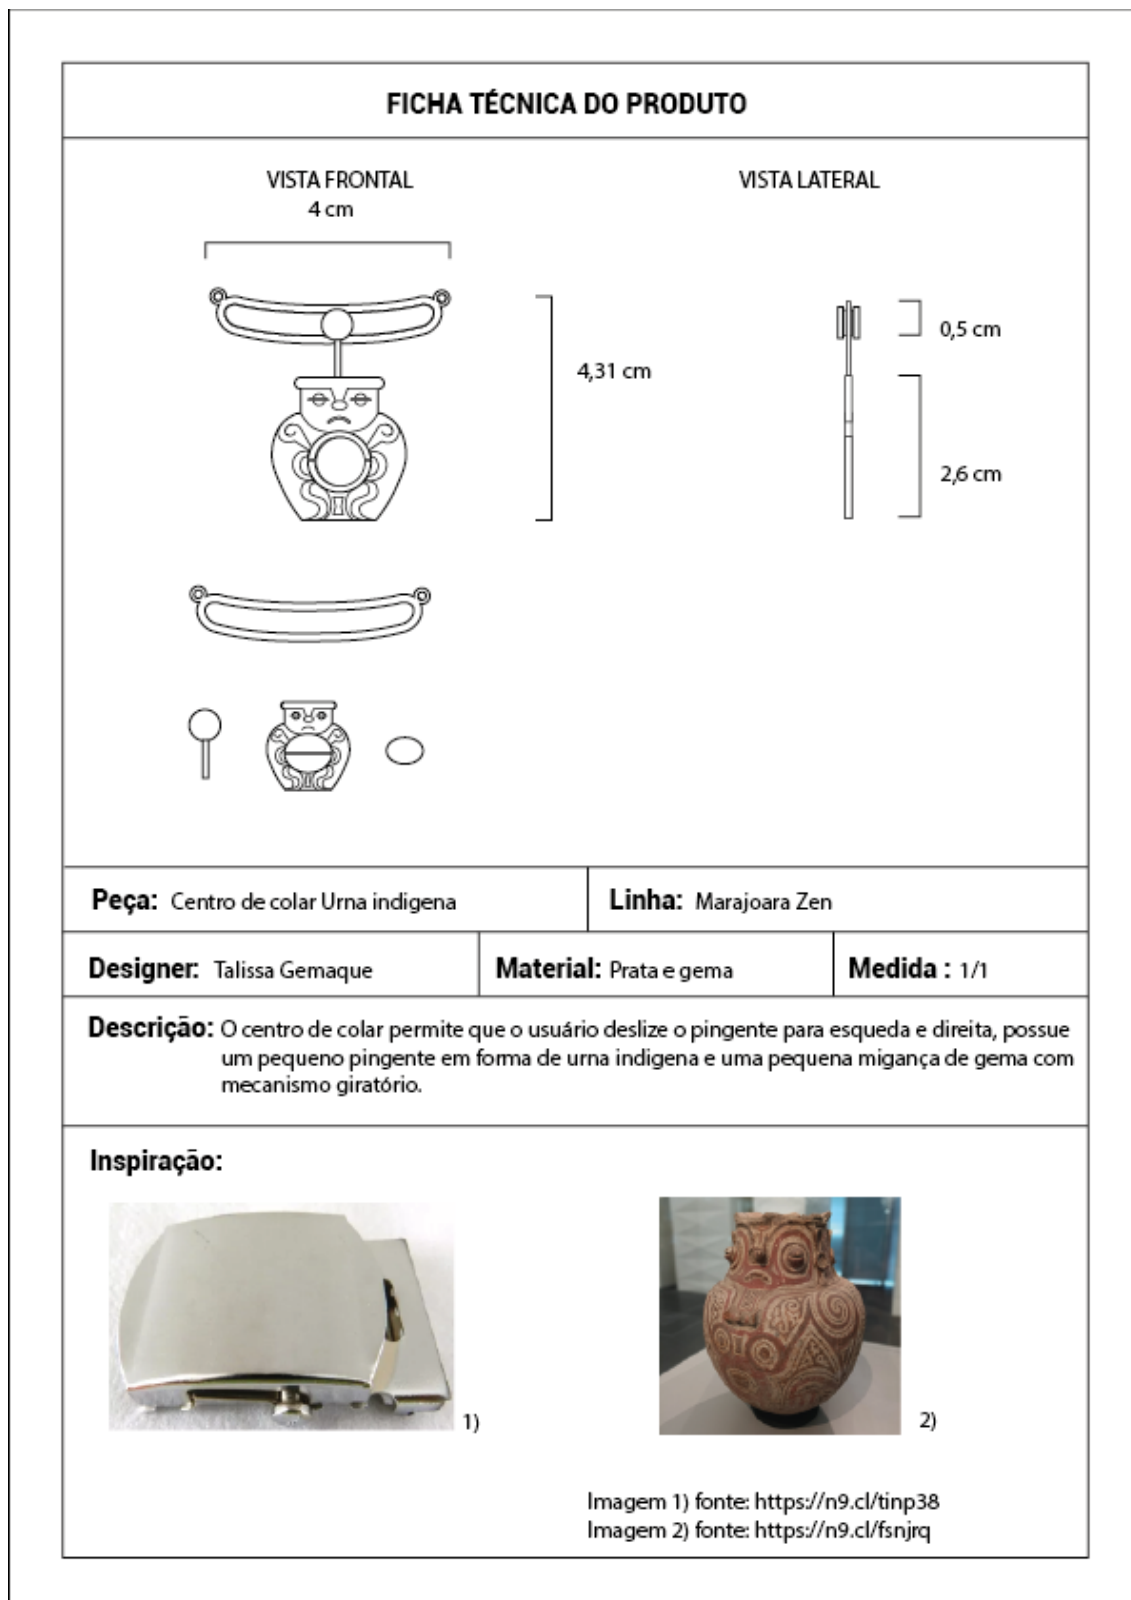 FICHA TÉCNICA DO PRODUTO
VISTA FRONTAL
4 cm
VISTA LATERAL
4,31 cm
0,5 cm
2,6 cm
Peça: Centro de colar Urna indigena
Linha: Marajoara Zen
Designer: Talissa Gemaque
Material: Prata e gema
Medida : 1/1
Descrição: O centro de colar permite que o usuário deslize o pingente para esqueda e direita, possue
um pequeno pingente em forma de urna indigena e uma pequena migança de gema com
mecanismo giratório.
Inspiração:
1)
2)
Imagem 1) fonte: https://n9.cl/tinp38
Imagem 2) fonte: https://n9.cl/fsnjrq